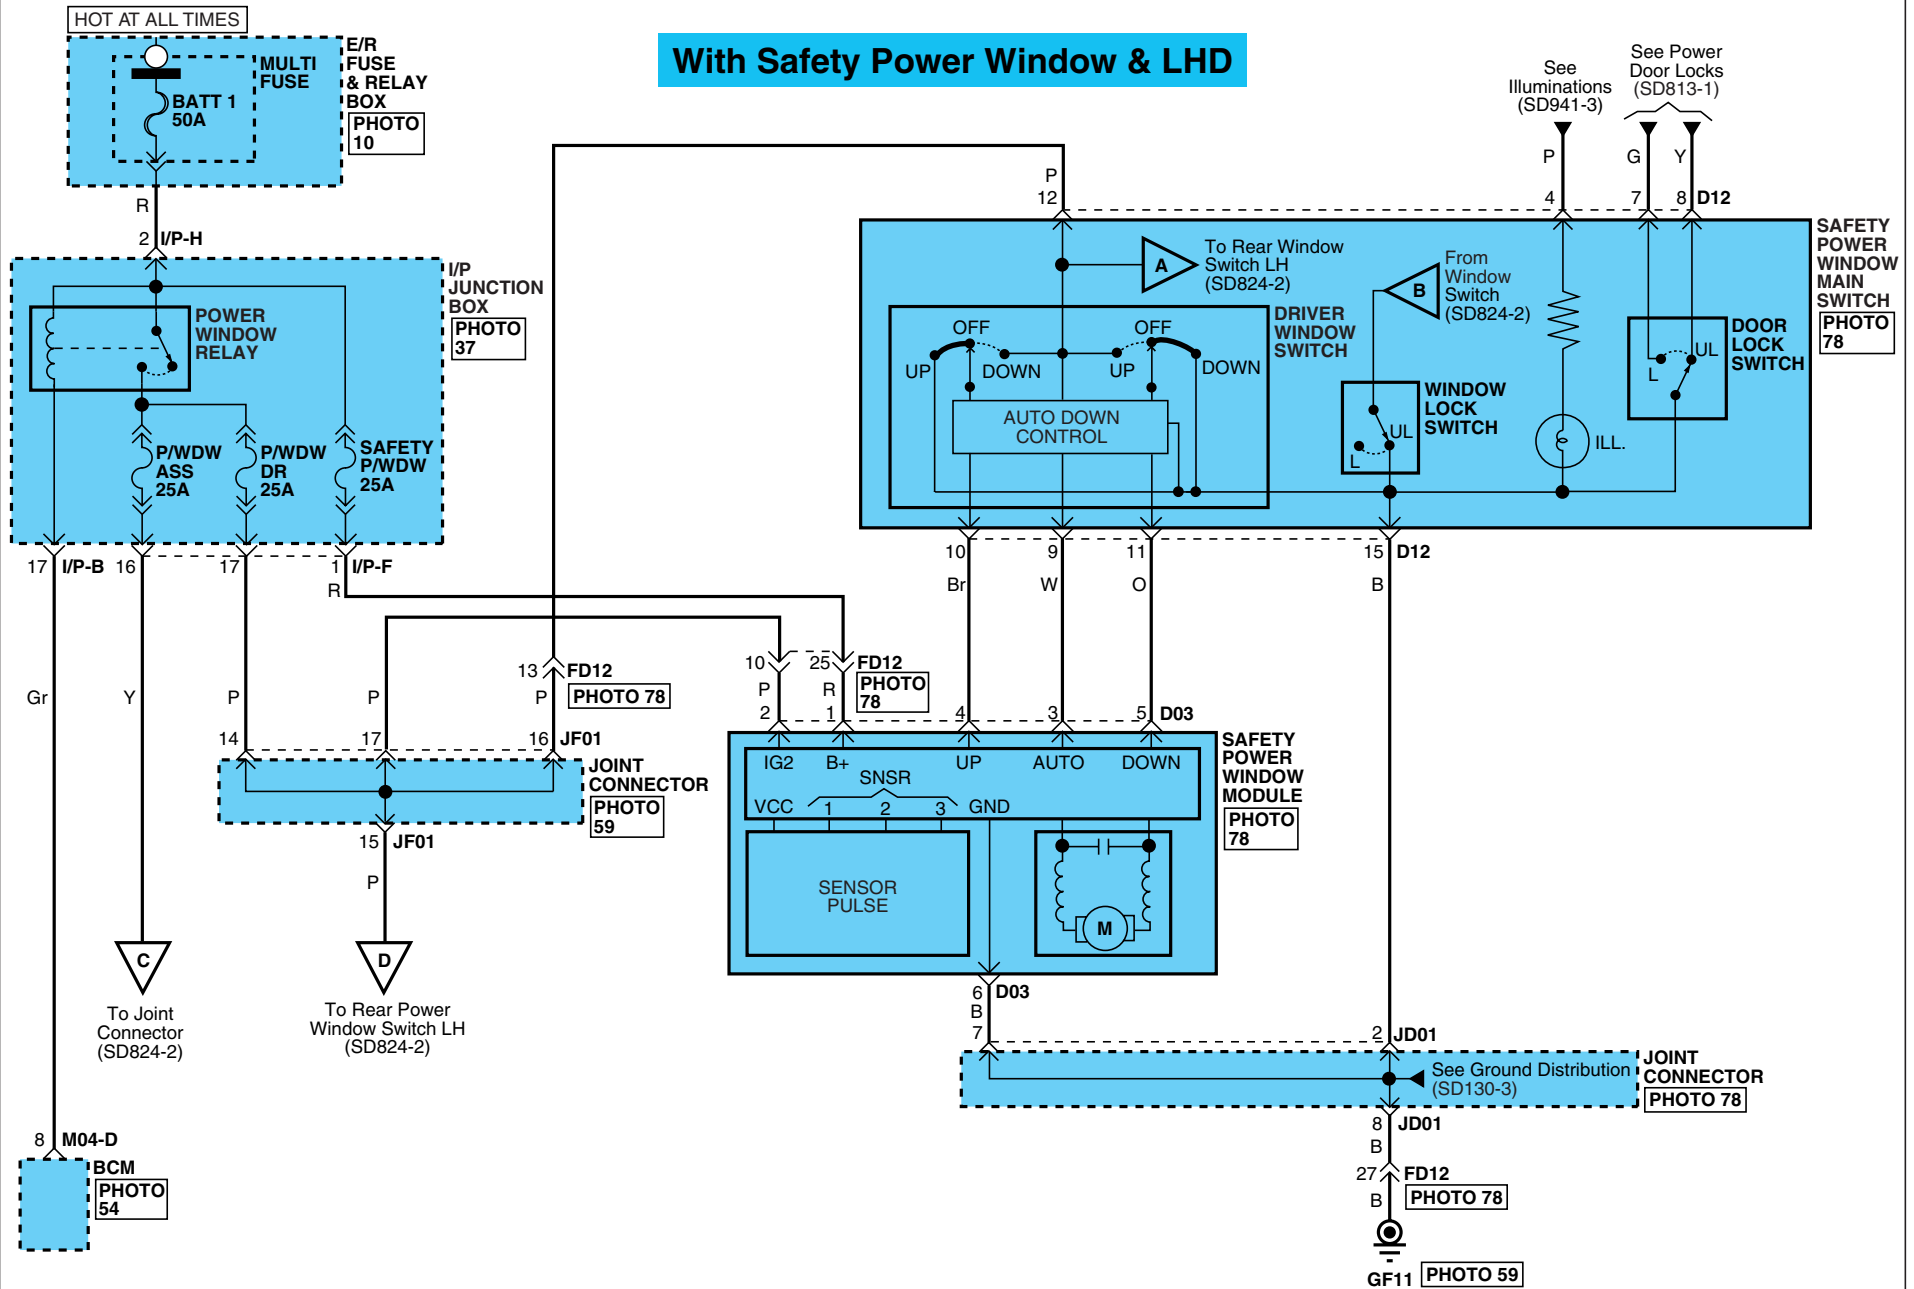 HOT AT ALL TIMES
With Safety Power Window & LHD
E/R
FUSE
& RELAY
BOX
PHOTO
10
MULTI
FUSE
BATT 1
50A
R
2
I/P-H
I/P
JUNCTION
BOX
PHOTO
37
POWER
WINDOW
RELAY
P/WDW
ASS
25A
P/WDW
DR
25A
SAFETY
P/WDW
25A
17
I/P-B
16
17
1
I/P-F
R
Gr
Y
P
P
13
FD12
P
PHOTO 78
14
17
16
JF01
JOINT
CONNECTOR
PHOTO
59
15
JF01
P
C
To Joint
Connector
(SD824-2)
D
To Rear Power
Window Switch LH
(SD824-2)
8
M04-D
BCM
PHOTO
54
See
Illuminations
(SD941-3)
See Power
Door Locks
(SD813-1)
P
P
G
Y
12
4
7
8
D12
SAFETY
POWER
WINDOW
MAIN
SWITCH
PHOTO
78
A
To Rear Window
Switch LH
(SD824-2)
B
From
Window
Switch
(SD824-2)
DRIVER
WINDOW
SWITCH
OFF
UP
DOWN
OFF
UP
DOWN
AUTO DOWN
CONTROL
WINDOW
LOCK
SWITCH
UL
L
ILL.
DOOR
LOCK
SWITCH
UL
L
10
9
11
15
D12
Br
W
O
B
10
25
FD12
PHOTO
78
P
R
2
1
4
3
5
D03
SAFETY
POWER
WINDOW
MODULE
PHOTO
78
IG2
B+
UP
AUTO
DOWN
SNSR
VCC
1
2
3
GND
SENSOR
PULSE
M
6
D03
B
7
2
JD01
See Ground Distribution
(SD130-3)
JOINT
CONNECTOR
PHOTO 78
8
JD01
B
27
FD12
B
PHOTO 78
GF11
PHOTO 59